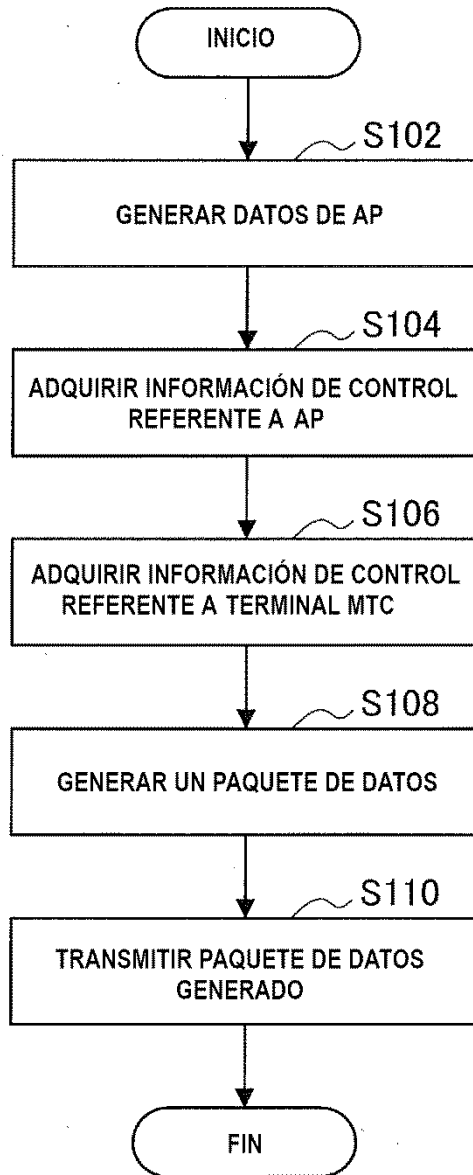 INICIO
S102
GENERAR DATOS DE AP
S104
ADQUIRIR INFORMACIÓN DE CONTROL
REFERENTE A AP
S106
ADQUIRIR INFORMACIÓN DE CONTROL
REFERENTE A TERMINAL MTC
S108
GENERAR UN PAQUETE DE DATOS
S110
TRANSMITIR PAQUETE DE DATOS
GENERADO
FIN